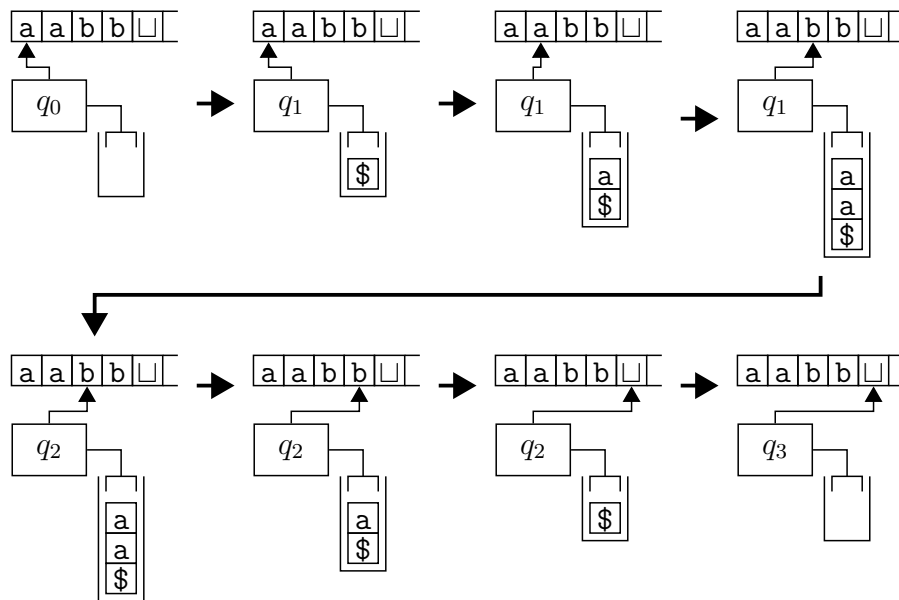 a a b b ⊔ a a b b ⊔ a a b b ⊔ a a b b ⊔
q0 q1 q1 q1
$ a a
$ a
$
a a b b ⊔ a a b b ⊔ a a b b ⊔ a a b b ⊔
q2 q2 q2 q3
a a $
a $
$